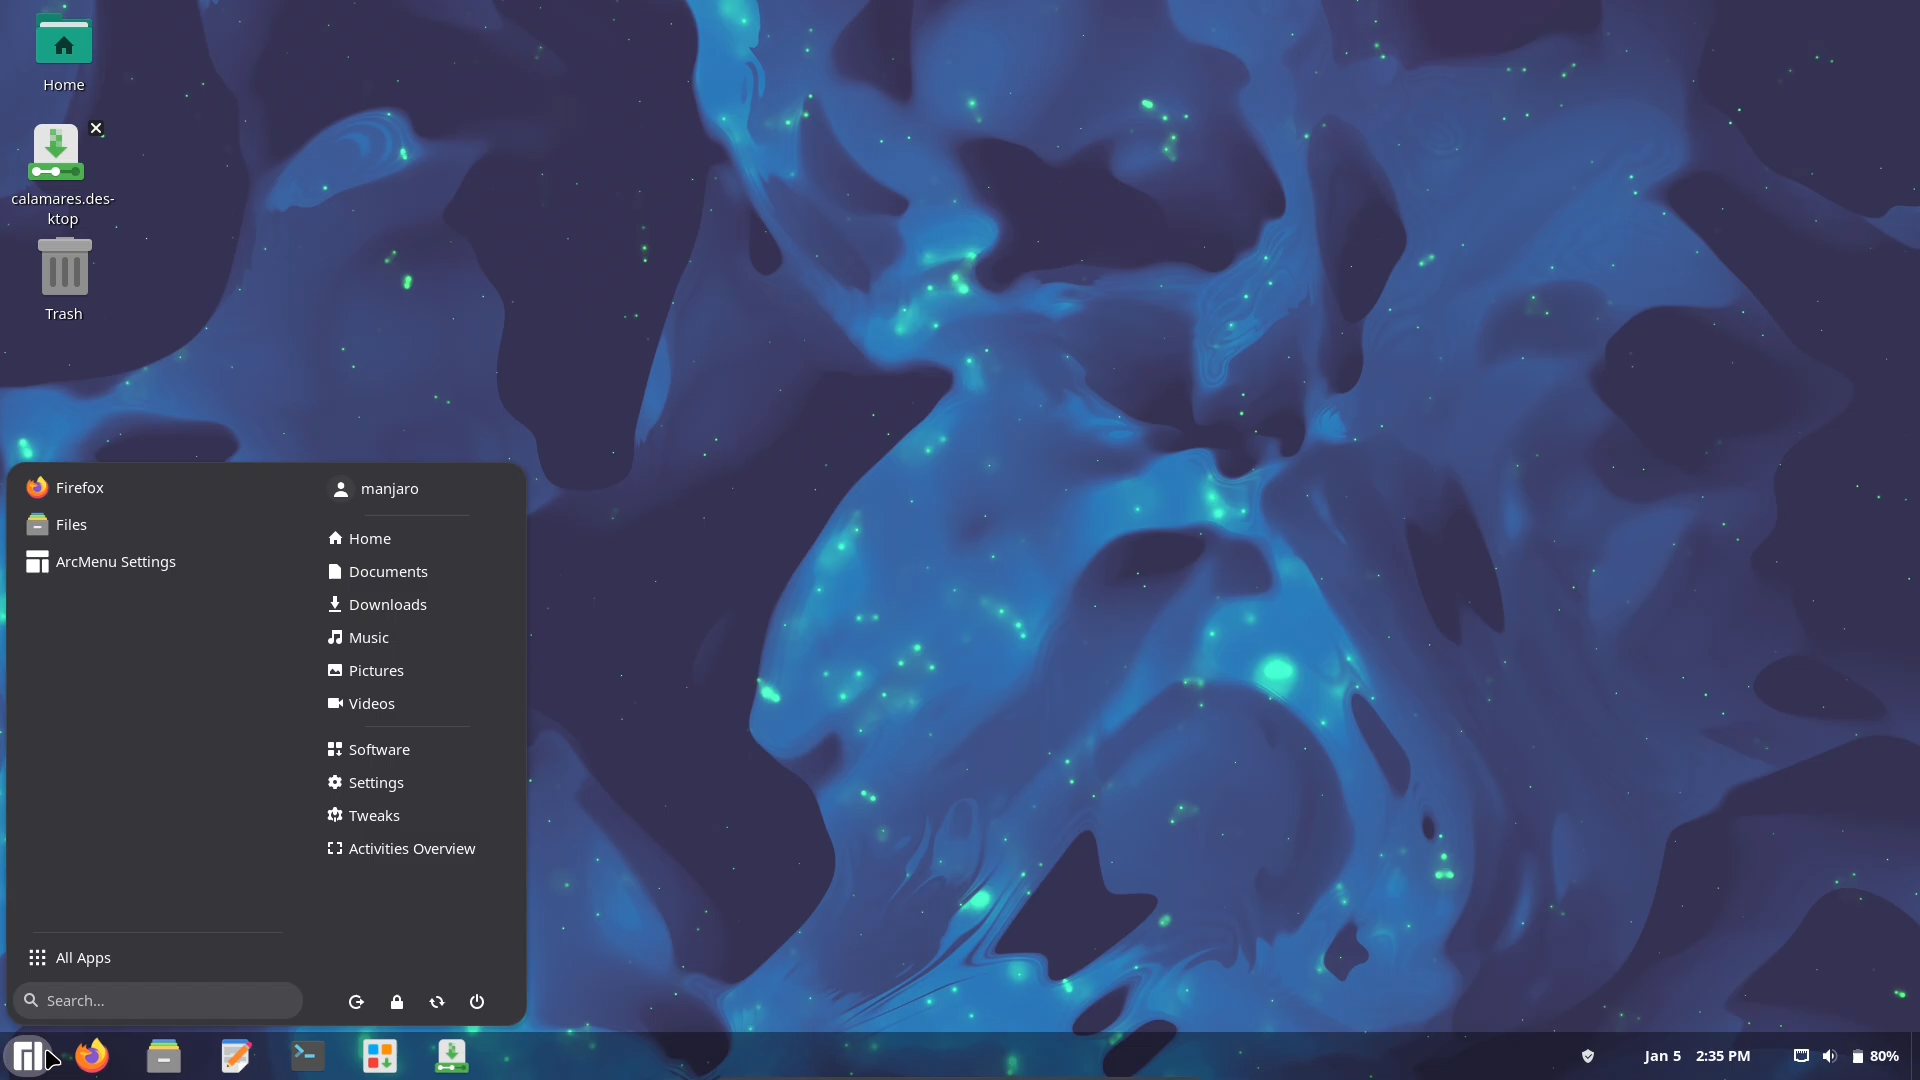 Home
calamares.des-
ktop
Trash
Firefox
Files
ArcMenu Settings
All Apps
Search...
manjaro
Home
Documents
Downloads
Music
Pictures
Videos
Software
Settings
Tweaks
Activities Overview
Jan 5 2:35 PM
80%